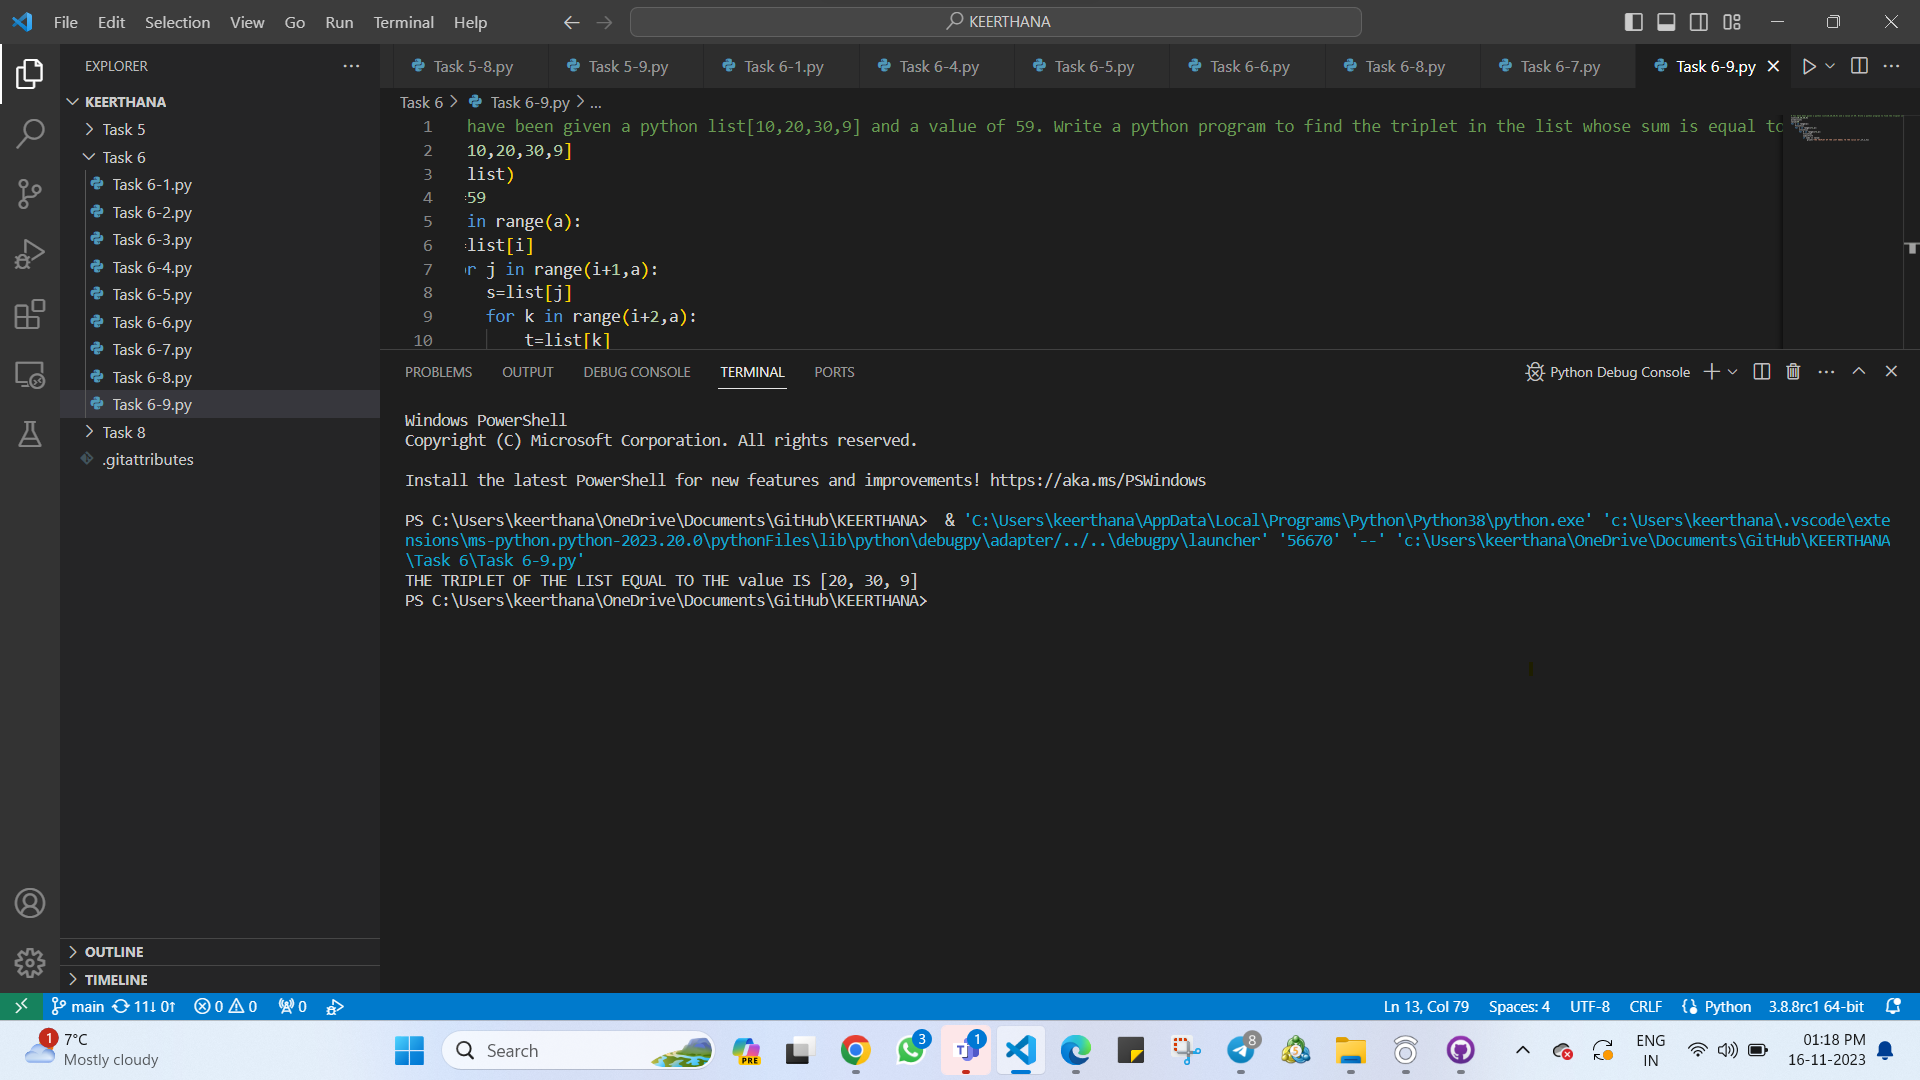 File Edit Selection View Go Run Terminal Help
KEERTHANA
EXPLORER
KEERTHANA
Task 5
Task 6
Task 6-1.py
Task 6-2.py
Task 6-3.py
Task 6-4.py
Task 6-5.py
Task 6-6.py
Task 6-7.py
Task 6-8.py
Task 6-9.py
Task 8
.gitattributes
OUTLINE
TIMELINE
Task 5-8.py Task 5-9.py Task 6-1.py Task 6-4.py Task 6-5.py Task 6-6.py Task 6-8.py Task 6-7.py Task 6-9.py
Task 6 > Task 6-9.py > ...
1 have been given a python list[10,20,30,9] and a value of 59. Write a python program to find the triplet in the list whose sum is equal to
2 10,20,30,9]
3 list)
4 =59
5 in range(a):
6 =list[i]
7 r j in range(i+1,a):
8 s=list[j]
9 for k in range(i+2,a):
10 t=list[k]
PROBLEMS OUTPUT DEBUG CONSOLE TERMINAL PORTS
Python Debug Console
Windows PowerShell
Copyright (C) Microsoft Corporation. All rights reserved.
Install the latest PowerShell for new features and improvements! https://aka.ms/PSWindows
PS C:\Users\keerthana\OneDrive\Documents\GitHub\KEERTHANA> & 'C:\Users\keerthana\AppData\Local\Programs\Python\Python38\python.exe' 'c:\Users\keerthana\.vscode\exte
nsions\ms-python.python-2023.20.0\pythonFiles\lib\python\debugpy\adapter/../..\debugpy\launcher' '56670' '--' 'c:\Users\keerthana\OneDrive\Documents\GitHub\KEERTHANA
\Task 6\Task 6-9.py'
THE TRIPLET OF THE LIST EQUAL TO THE value IS [20, 30, 9]
PS C:\Users\keerthana\OneDrive\Documents\GitHub\KEERTHANA>
main 11↓ 0↑ 0 0 0
Ln 13, Col 79 Spaces: 4 UTF-8 CRLF Python 3.8.8rc1 64-bit
1 7°C
Mostly cloudy
Search
PRE
3
1
8
ENG
IN
01:18 PM
16-11-2023